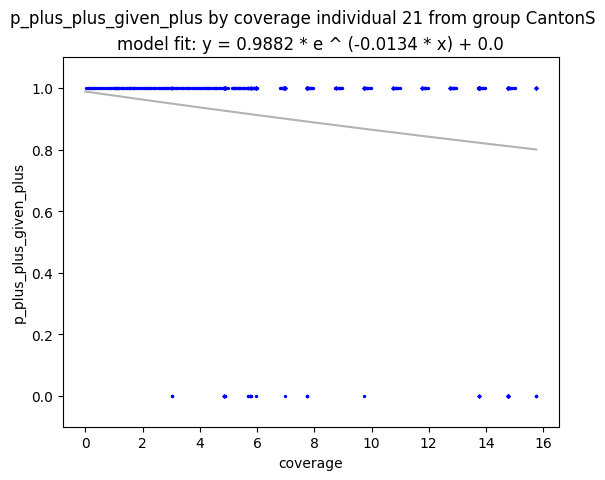 p_plus_plus_given_plus by coverage individual 21 from group CantonS
model fit: y = 0.9882 * e ^ (-0.0134 * x) + 0.0
p_plus_plus_given_plus
1.0
0.8
0.6
0.4
0.2
0.0
0 2 4 6 8 10 12 14 16
coverage